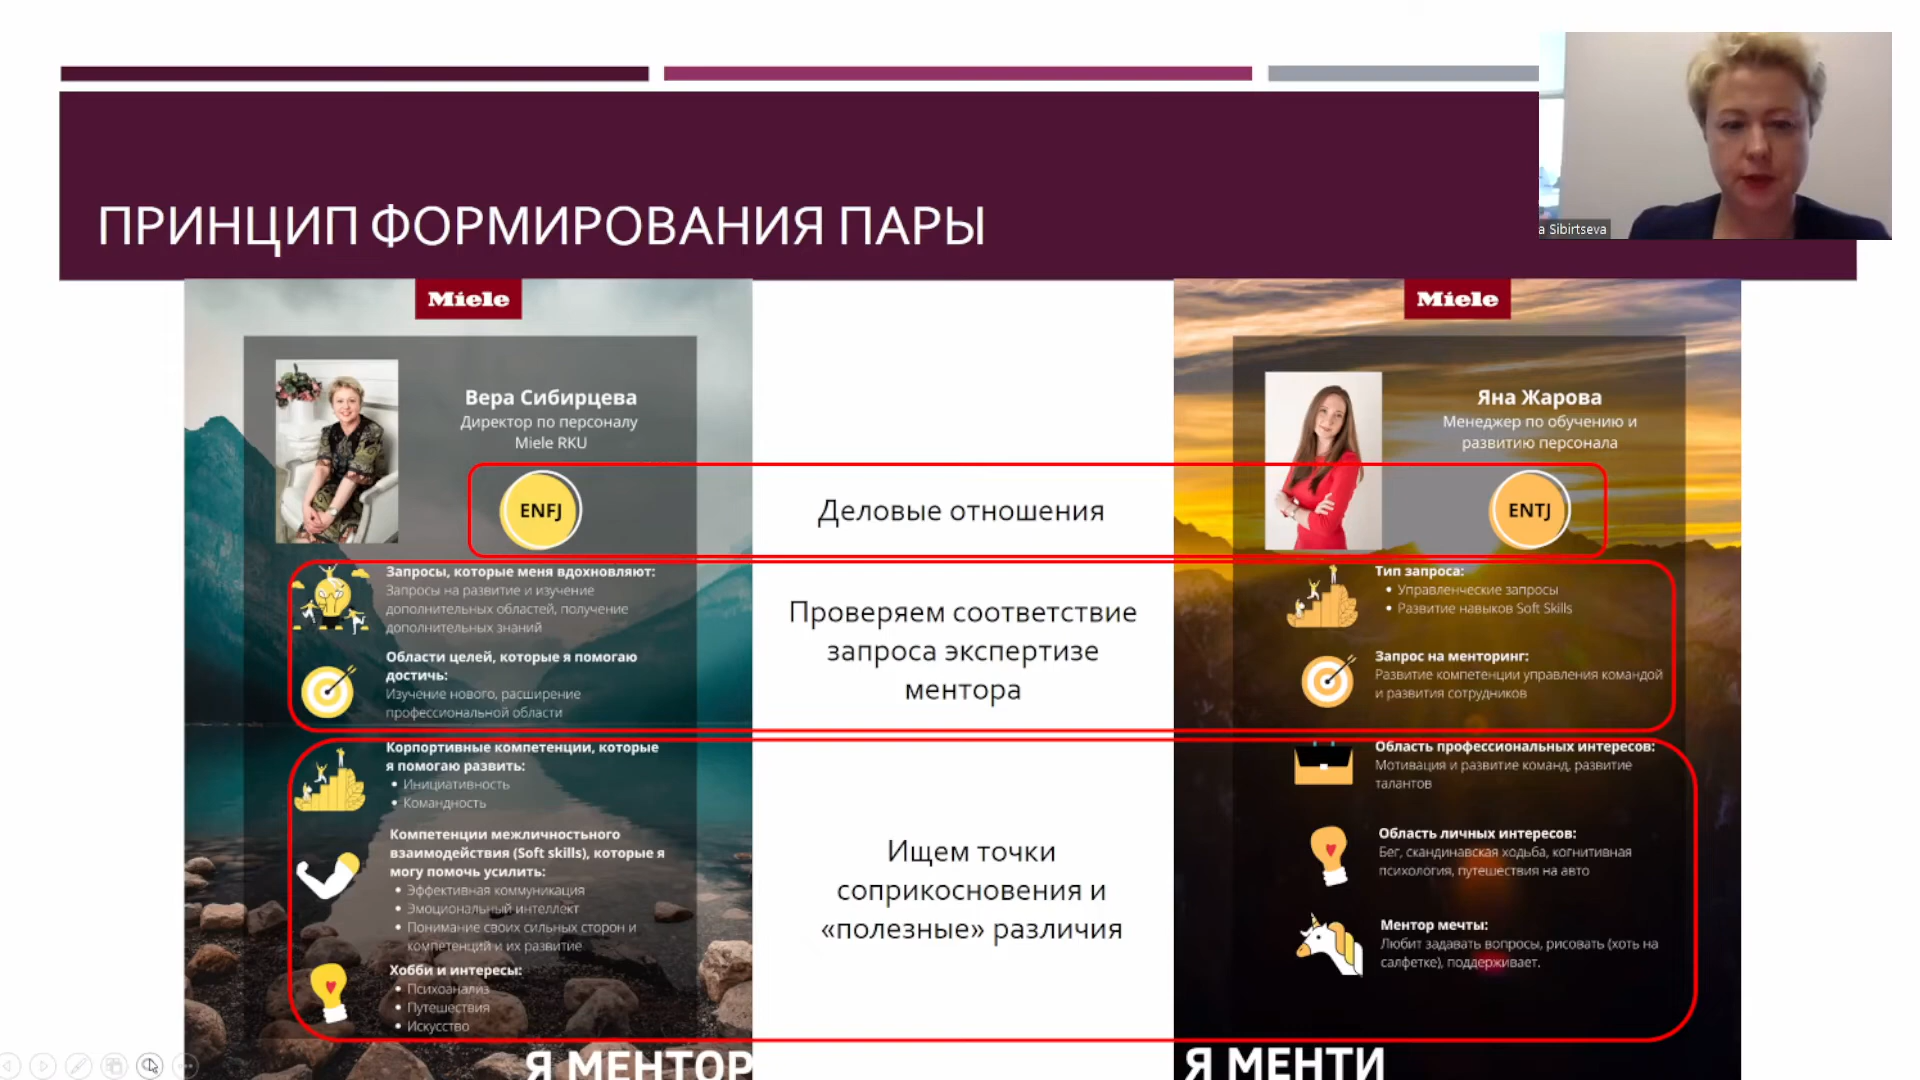 ПРИНЦИП ФОРМИРОВАНИЯ ПАРЫ
a Sibirtseva
Miele
Вера Сибирцева
Директор по персоналу
Miele RKU
ENFJ
Запросы, которые меня вдохновляют:
Запросы на развитие и изучение
дополнительных областей, получение
дополнительных знаний
Области целей, которые я помогаю
достичь:
Изучение нового, расширение
профессиональной области
Корпортивные компетенции, которые
я помогаю развить:
• Инициативность
• Командность
Компетенции межличностьного
взаимодействия (Soft skills), которые я
могу помочь усилить:
• Эффективная коммуникация
• Эмоциональный интеллект
• Понимание своих сильных сторон и
компетенций и их развитие
Хобби и интересы:
• Психоанализ
• Путешествия
• Искусство
Я МЕНТОР
Деловые отношения
Проверяем соответствие
запроса экспертизе
ментора
Ищем точки
соприкосновения и
«полезные» различия
Miele
Яна Жарова
Менеджер по обучению и
развитию персонала
ENTJ
Тип запроса:
• Управленческие запросы
• Развитие навыков Soft Skills
Запрос на менторинг:
Развитие компетенции управления командой
и развития сотрудников
Область профессиональных интересов:
Мотивация и развитие команд, развитие
талантов
Область личных интересов:
Бег, скандинавская ходьба, когнитивная
психология, путешествия на авто
Ментор мечты:
Любит задавать вопросы, рисовать (хоть на
салфетке), поддерживает.
Я МЕНТИ